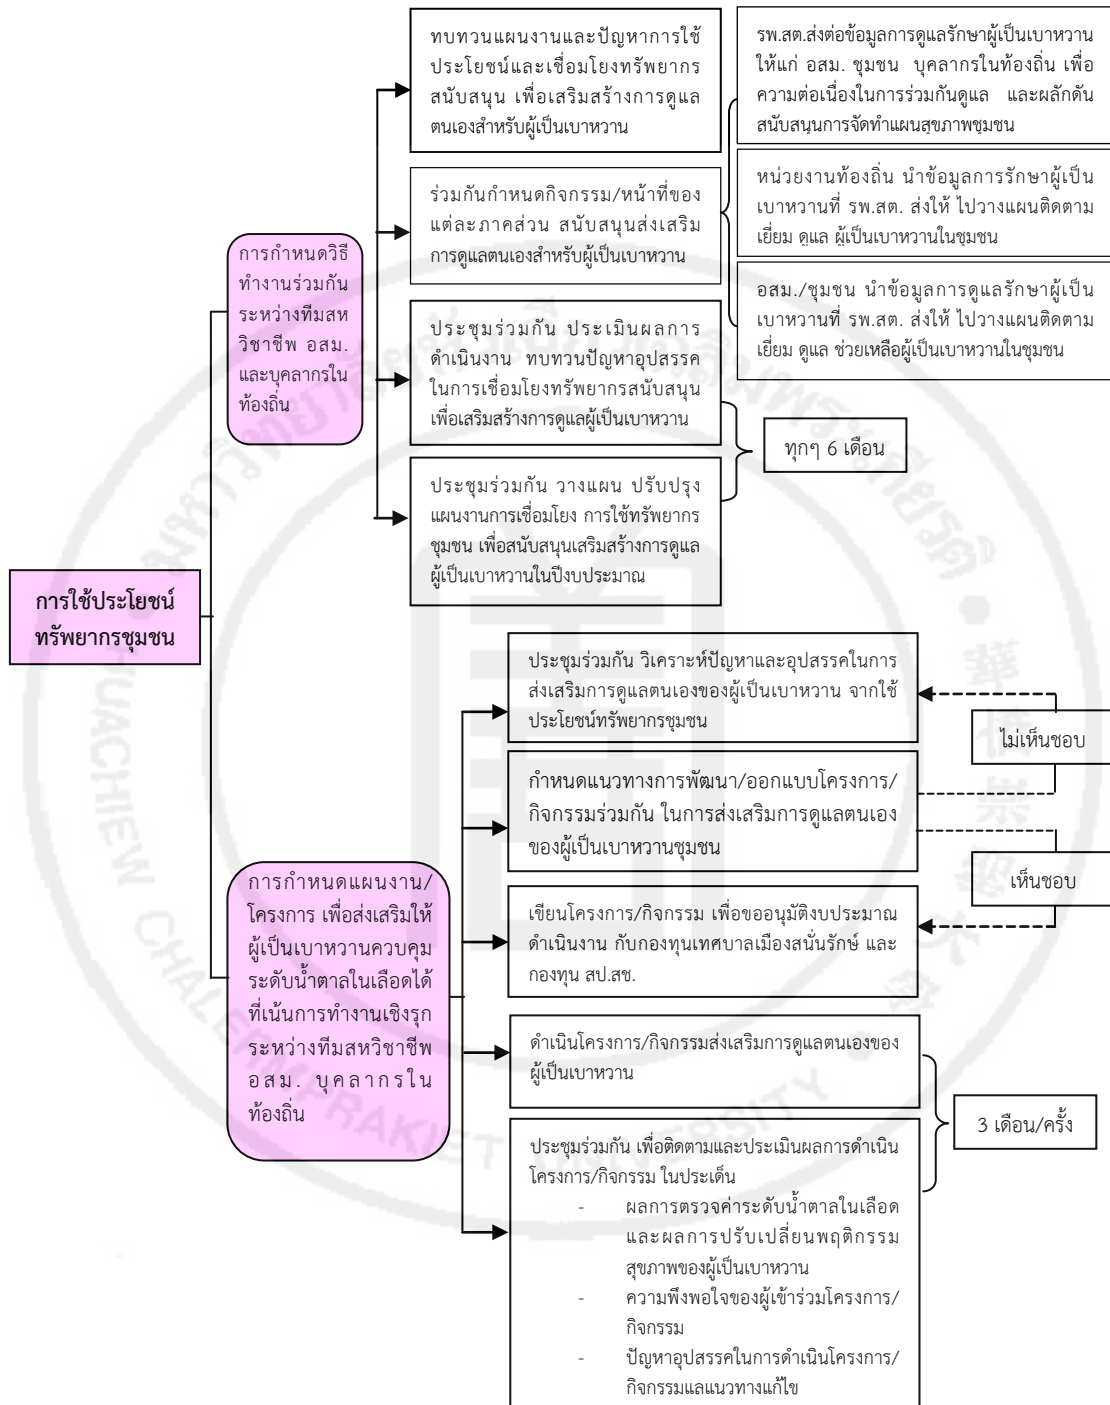 ทบทวนแผนงานและปัญหาการใช้
ประโยชน์และเชื่อมโยงทรัพยากร
สนับสนุน เพื่อเสริมสร้างการดูแล
ตนเองสำหรับผู้เป็นเบาหวาน
รพ.สต.ส่งต่อข้อมูลการดูแลรักษาผู้เป็นเบาหวาน
ให้แก่ อสม. ชุมชน บุคลากรในท้องถิ่น เพื่อ
ความต่อเนื่องในการร่วมกันดูแล และผลักดัน
สนับสนุนการจัดทำแผนสุขภาพชุมชน
ร่วมกันกำหนดกิจกรรม/หน้าที่ของ
แต่ละภาคส่วน สนับสนุนส่งเสริม
การดูแลตนเองสำหรับผู้เป็นเบาหวาน
หน่วยงานท้องถิ่น นำข้อมูลการรักษาผู้เป็น
เบาหวานที่ รพ.สต. ส่งให้ ไปวางแผนติดตาม
เยี่ยม ดูแล ผู้เป็นเบาหวานในชุมชน
อสม./ชุมชน นำข้อมูลการดูแลรักษาผู้เป็น
เบาหวานที่ รพ.สต. ส่งให้ ไปวางแผนติดตาม
เยี่ยม ดูแล ช่วยเหลือผู้เป็นเบาหวานในชุมชน
การกำหนดวิธี
ทำงานร่วมกัน
ระหว่างทีมสห
วิชาชีพ อสม.
และบุคลากรใน
ท้องถิ่น
ประชุมร่วมกัน ประเมินผลการ
ดำเนินงาน ทบทวนปัญหาอุปสรรค
ในการเชื่อมโยงทรัพยากรสนับสนุน
เพื่อเสริมสร้างการดูแลผู้เป็นเบาหวาน
ทุกๆ 6 เดือน
ประชุมร่วมกัน วางแผน ปรับปรุง
แผนงานการเชื่อมโยง การใช้ทรัพยากร
ชุมชน เพื่อสนับสนุนเสริมสร้างการดูแล
ผู้เป็นเบาหวานในปีงบประมาณ
การใช้ประโยชน์
ทรัพยากรชุมชน
ประชุมร่วมกัน วิเคราะห์ปัญหาและอุปสรรคในการ
ส่งเสริมการดูแลตนเองของผู้เป็นเบาหวาน จากใช้
ประโยชน์ทรัพยากรชุมชน
ไม่เห็นชอบ
กำหนดแนวทางการพัฒนา/ออกแบบโครงการ/
กิจกรรมร่วมกัน ในการส่งเสริมการดูแลตนเอง
ของผู้เป็นเบาหวานชุมชน
เห็นชอบ
การกำหนดแผนงาน/
โครงการ เพื่อส่งเสริมให้
ผู้เป็นเบาหวานควบคุม
ระดับน้ำตาลในเลือดได้
ที่เน้นการทำงานเชิงรุก
ระหว่างทีมสหวิชาชีพ
อสม. บุคลากรใน
ท้องถิ่น
เขียนโครงการ/กิจกรรม เพื่อขออนุมัติงบประมาณ
ดำเนินงาน กับกองทุนเทศบาลเมืองสนั่นรักษ์ และ
กองทุน สป.สช.
ดำเนินโครงการ/กิจกรรมส่งเสริมการดูแลตนเองของ
ผู้เป็นเบาหวาน
3 เดือน/ครั้ง
ประชุมร่วมกัน เพื่อติดตามและประเมินผลการดำเนิน
โครงการ/กิจกรรม ในประเด็น
- ผลการตรวจค่าระดับน้ำตาลในเลือด
และผลการปรับเปลี่ยนพฤติกรรม
สุขภาพของผู้เป็นเบาหวาน
- ความพึงพอใจของผู้เข้าร่วมโครงการ/
กิจกรรม
- ปัญหาอุปสรรคในการดำเนินโครงการ/
กิจกรรมแลแนวทางแก้ไข
HUACHIEW CHALERMPRAKIET UNIVERSITY